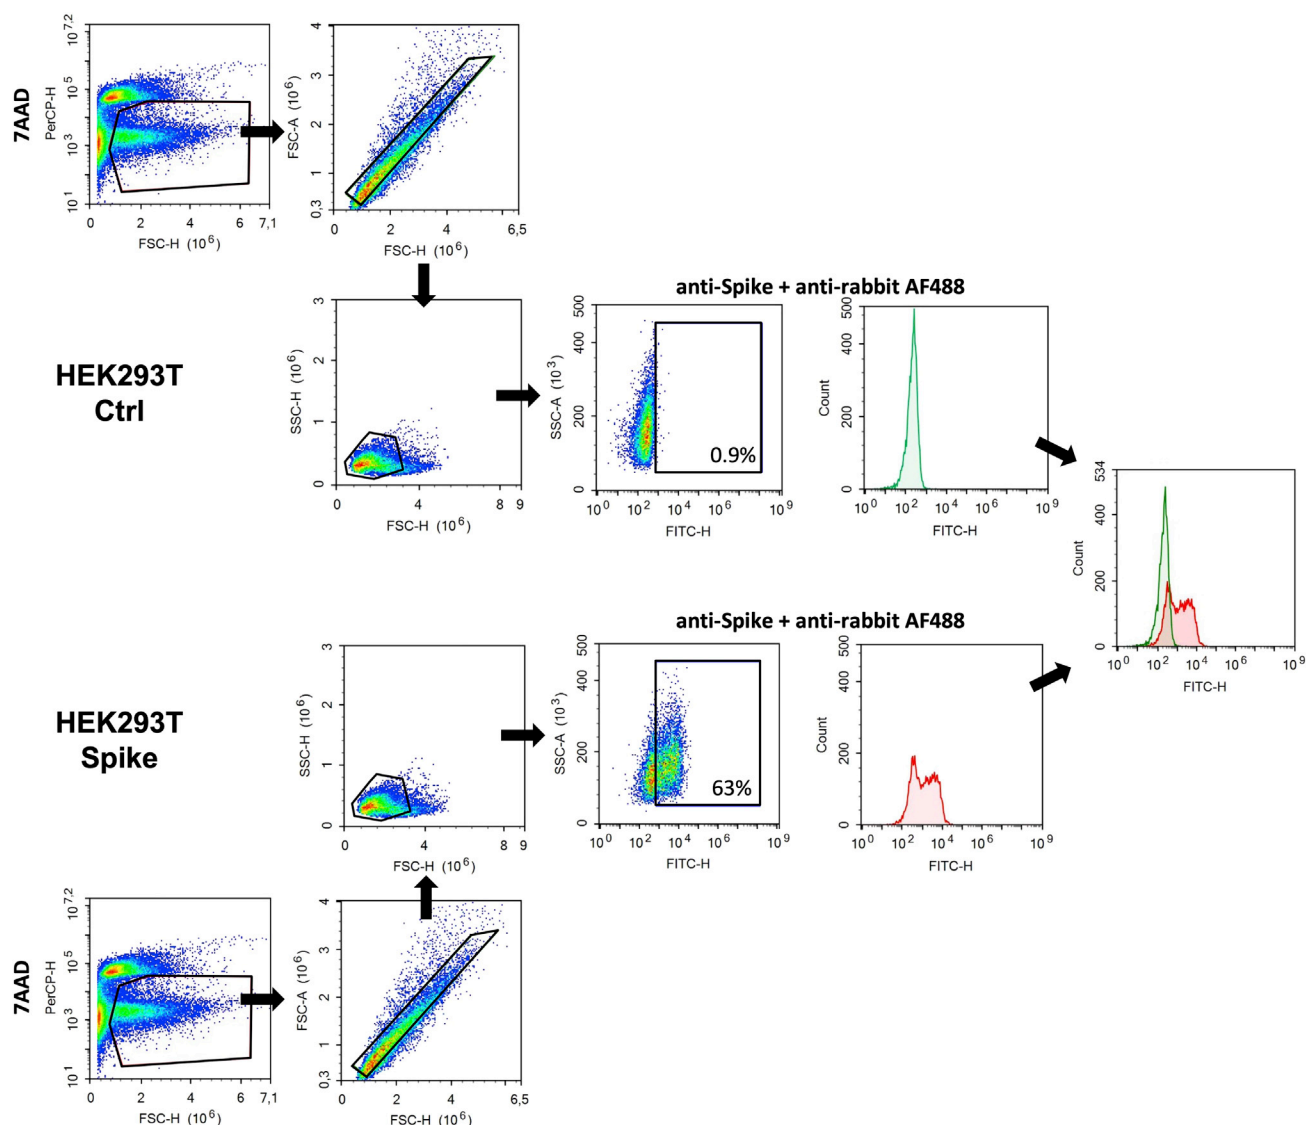 7AAD
PerCP-H
10^7,2
10^5
10^3
10^1
0 2 4 6 7,1
FSC-H (10^6)
FSC-A (10^6)
4
3
2
1
0,3
0 2 4 6,5
FSC-H (10^6)
HEK293T
Ctrl
SSC-H (10^6)
3
2
1
0
0 4 8 9
FSC-H (10^6)
anti-Spike + anti-rabbit AF488
SSC-A (10^3)
500
400
200
0
0.9%
10^0 10^2 10^4 10^6 10^9
FITC-H
Count
500
400
200
0
10^0 10^2 10^4 10^6 10^9
FITC-H
Count
534
400
200
0
10^0 10^2 10^4 10^6 10^9
FITC-H
HEK293T
Spike
SSC-H (10^6)
3
2
1
0
0 4 8 9
FSC-H (10^6)
anti-Spike + anti-rabbit AF488
SSC-A (10^3)
500
400
200
0
63%
10^0 10^2 10^4 10^6 10^9
FITC-H
Count
500
400
200
0
10^0 10^2 10^4 10^6 10^9
FITC-H
7AAD
PerCP-H
10^7,2
10^5
10^3
10^1
0 2 4 6 7,1
FSC-H (10^6)
FSC-A (10^6)
4
3
2
1
0,3
0 2 4 6,5
FSC-H (10^6)